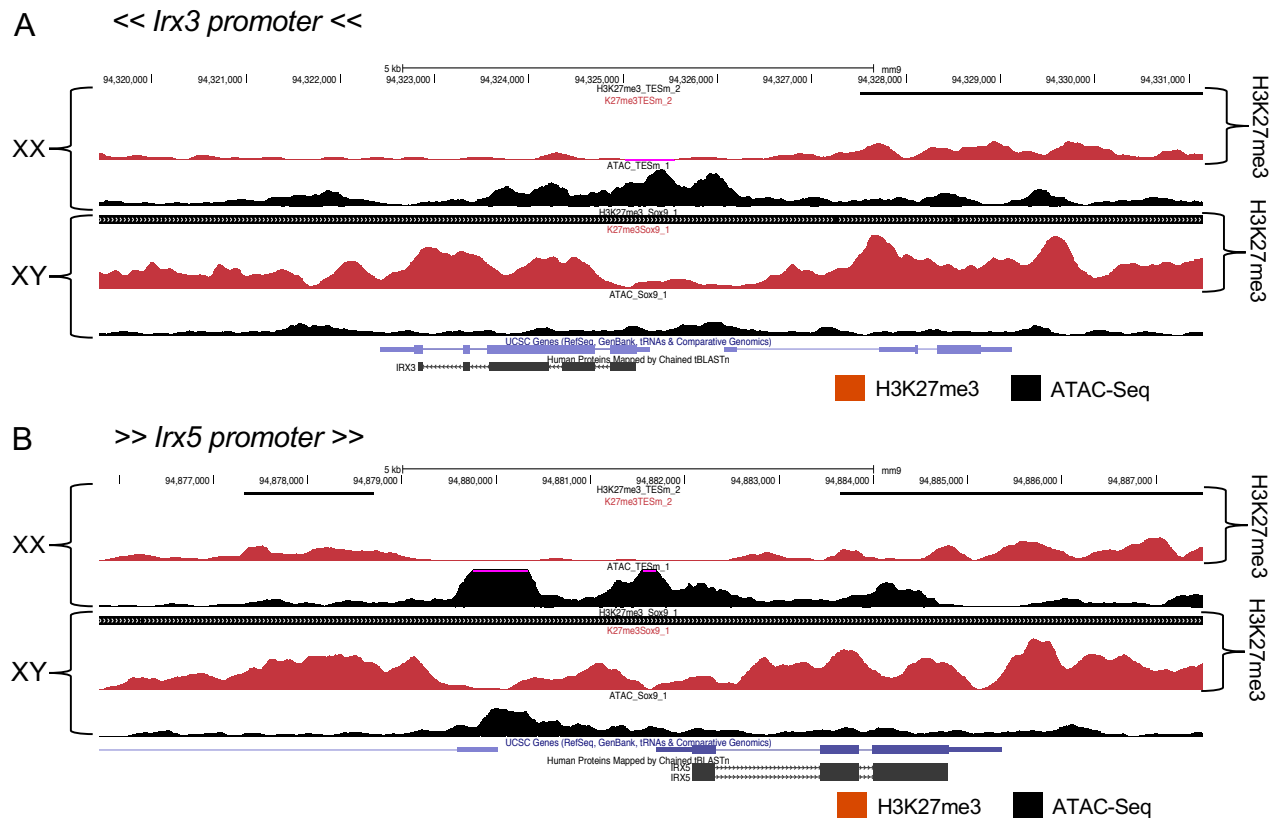 A
<< Irx3 promoter <<
5 kb
mm9
94,320,000 94,321,000 94,322,000 94,323,000 94,324,000 94,325,000 94,326,000 94,327,000 94,328,000 94,329,000 94,330,000 94,331,000
H3K27me3_TESm_2
K27me3TESm_2
XX
H3K27me3
ATAC_TESm_1
H3K27me3_Sox9_1
K27me3Sox9_1
XY
H3K27me3
ATAC_Sox9_1
UCSC Genes (RefSeq, GenBank, tRNAs & Comparative Genomics)
Human Proteins Mapped by Chained tBLASTn
IRX3
H3K27me3 ATAC-Seq
B
>> Irx5 promoter >>
5 kb
mm9
94,877,000 94,878,000 94,879,000 94,880,000 94,881,000 94,882,000 94,883,000 94,884,000 94,885,000 94,886,000 94,887,000
H3K27me3_TESm_2
K27me3TESm_2
XX
H3K27me3
ATAC_TESm_1
H3K27me3_Sox9_1
K27me3Sox9_1
XY
H3K27me3
ATAC_Sox9_1
UCSC Genes (RefSeq, GenBank, tRNAs & Comparative Genomics)
Human Proteins Mapped by Chained tBLASTn
IRX5
IRX5
H3K27me3 ATAC-Seq